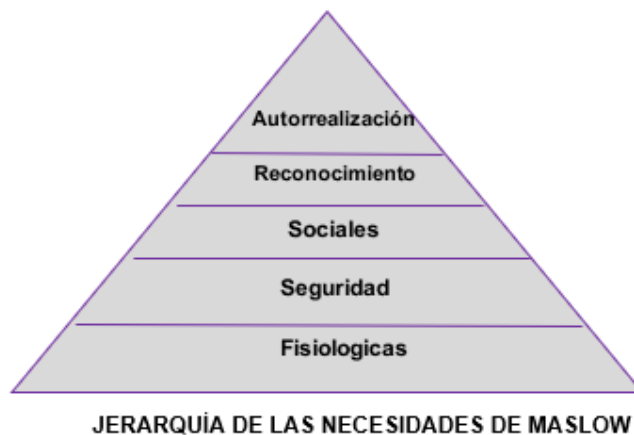 Autorrealización
Reconocimiento
Sociales
Seguridad
Fisiologicas
JERARQUÍA DE LAS NECESIDADES DE MASLOW